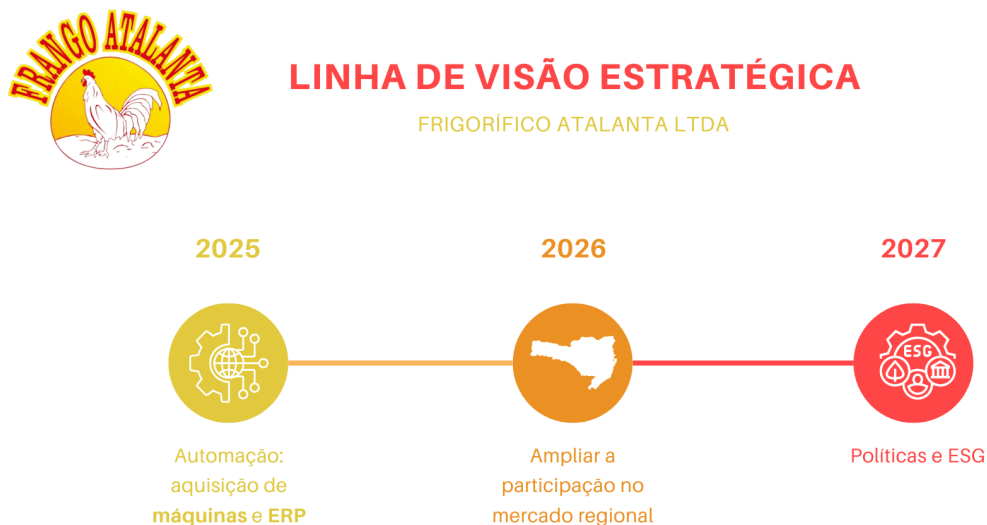 FRANGO ATALANTA
LINHA DE VISÃO ESTRATÉGICA
FRIGORÍFICO ATALANTA LTDA
2025
2026
2027
ESG
Automação:
aquisição de
máquinas e ERP
Ampliar a
participação no
mercado regional
Políticas e ESG